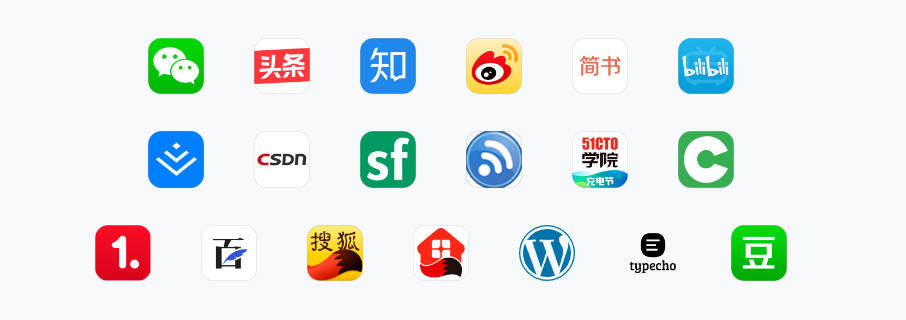 头条
知
简书
bilibili
CSDN
sf
51CTO
学院
充电节
C
1.
百
搜狐
W
typecho
豆